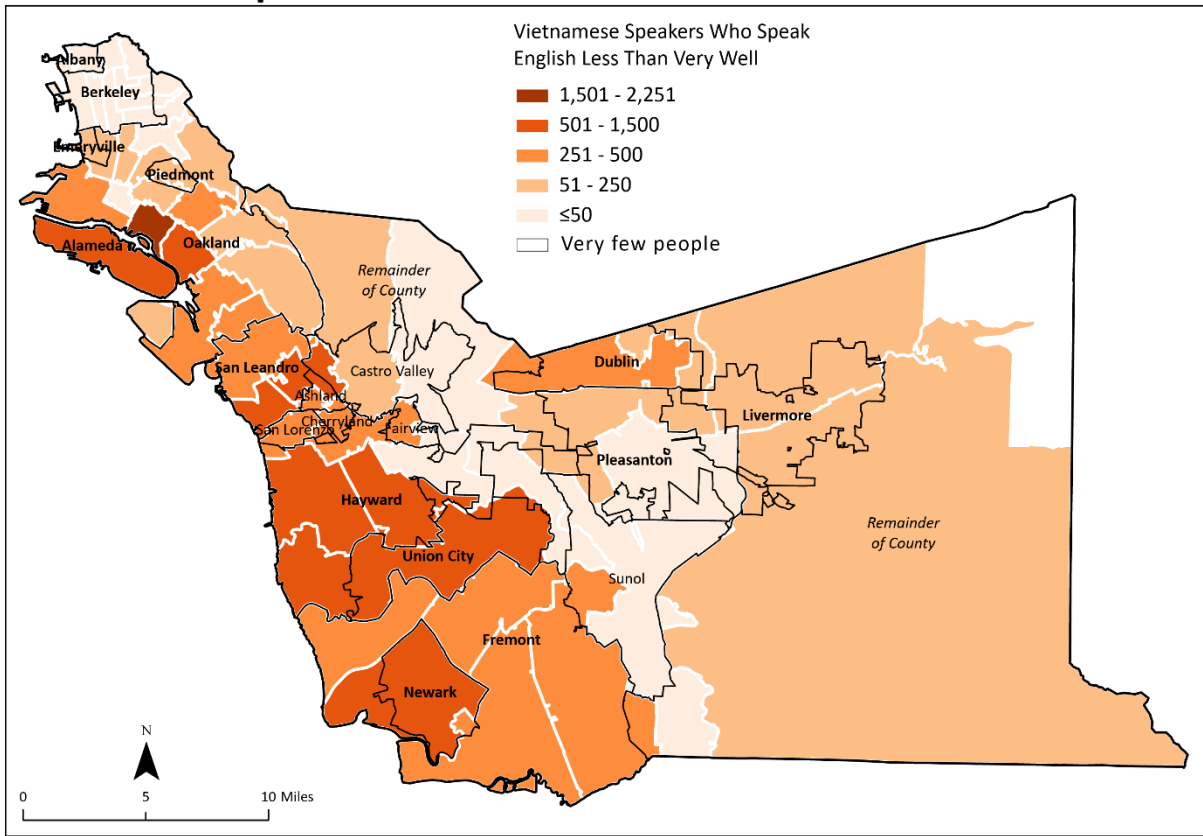 Vietnamese Speakers Who Speak
English Less Than Very Well
1,501 - 2,251
501 - 1,500
251 - 500
51 - 250
≤50
Very few people
Albany
Berkeley
Emeryville
Piedmont
Alameda
Oakland
Remainder
of County
San Leandro
Castro Valley
Ashland
Cherryland
San Lorenzo
Fairview
Dublin
Livermore
Pleasanton
Hayward
Union City
Remainder
of County
Sunol
Fremont
Newark
N
0 5 10 Miles